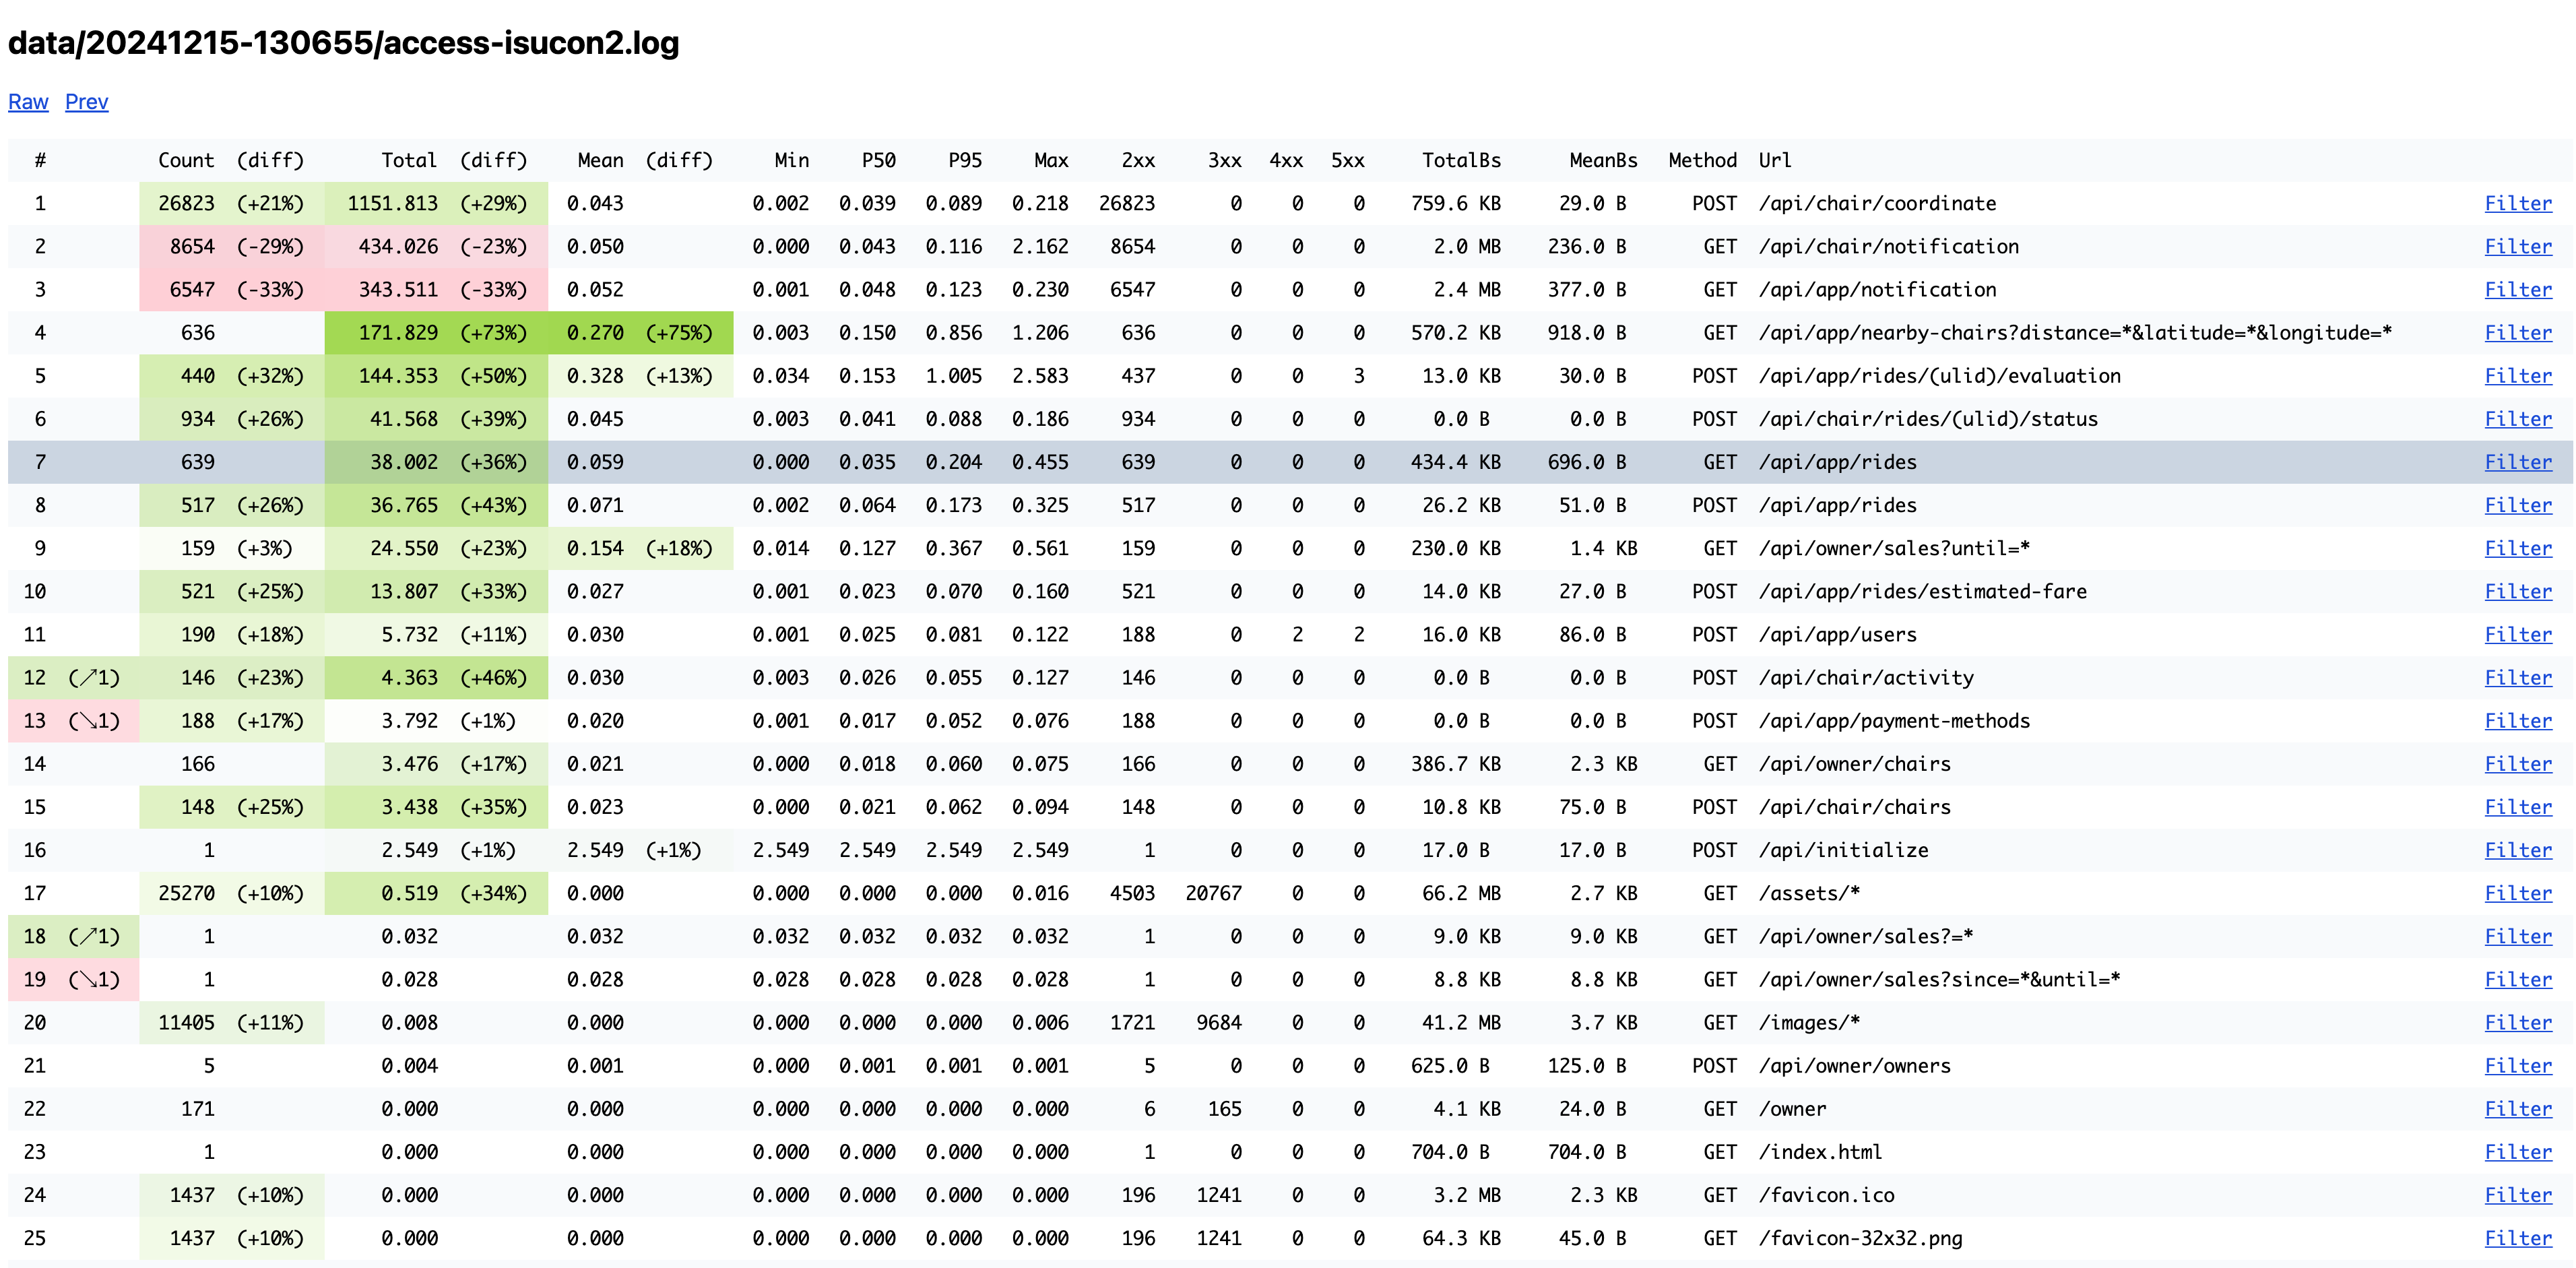 data/20241215-130655/access-isucon2.log
Raw Prev
# Count (diff) Total (diff) Mean (diff) Min P50 P95 Max 2xx 3xx 4xx 5xx TotalBs MeanBs Method Url
1 26823 (+21%) 1151.813 (+29%) 0.043 0.002 0.039 0.089 0.218 26823 0 0 0 759.6 KB 29.0 B POST /api/chair/coordinate Filter
2 8654 (-29%) 434.026 (-23%) 0.050 0.000 0.043 0.116 2.162 8654 0 0 0 2.0 MB 236.0 B GET /api/chair/notification Filter
3 6547 (-33%) 343.511 (-33%) 0.052 0.001 0.048 0.123 0.230 6547 0 0 0 2.4 MB 377.0 B GET /api/app/notification Filter
4 636 171.829 (+73%) 0.270 (+75%) 0.003 0.150 0.856 1.206 636 0 0 0 570.2 KB 918.0 B GET /api/app/nearby-chairs?distance=*&latitude=*&longitude=* Filter
5 440 (+32%) 144.353 (+50%) 0.328 (+13%) 0.034 0.153 1.005 2.583 437 0 0 3 13.0 KB 30.0 B POST /api/app/rides/(ulid)/evaluation Filter
6 934 (+26%) 41.568 (+39%) 0.045 0.003 0.041 0.088 0.186 934 0 0 0 0.0 B 0.0 B POST /api/chair/rides/(ulid)/status Filter
7 639 38.002 (+36%) 0.059 0.000 0.035 0.204 0.455 639 0 0 0 434.4 KB 696.0 B GET /api/app/rides Filter
8 517 (+26%) 36.765 (+43%) 0.071 0.002 0.064 0.173 0.325 517 0 0 0 26.2 KB 51.0 B POST /api/app/rides Filter
9 159 (+3%) 24.550 (+23%) 0.154 (+18%) 0.014 0.127 0.367 0.561 159 0 0 0 230.0 KB 1.4 KB GET /api/owner/sales?until=* Filter
10 521 (+25%) 13.807 (+33%) 0.027 0.001 0.023 0.070 0.160 521 0 0 0 14.0 KB 27.0 B POST /api/app/rides/estimated-fare Filter
11 190 (+18%) 5.732 (+11%) 0.030 0.001 0.025 0.081 0.122 188 0 2 2 16.0 KB 86.0 B POST /api/app/users Filter
12 (↗1) 146 (+23%) 4.363 (+46%) 0.030 0.003 0.026 0.055 0.127 146 0 0 0 0.0 B 0.0 B POST /api/chair/activity Filter
13 (↘1) 188 (+17%) 3.792 (+1%) 0.020 0.001 0.017 0.052 0.076 188 0 0 0 0.0 B 0.0 B POST /api/app/payment-methods Filter
14 166 3.476 (+17%) 0.021 0.000 0.018 0.060 0.075 166 0 0 0 386.7 KB 2.3 KB GET /api/owner/chairs Filter
15 148 (+25%) 3.438 (+35%) 0.023 0.000 0.021 0.062 0.094 148 0 0 0 10.8 KB 75.0 B POST /api/chair/chairs Filter
16 1 2.549 (+1%) 2.549 (+1%) 2.549 2.549 2.549 2.549 1 0 0 0 17.0 B 17.0 B POST /api/initialize Filter
17 25270 (+10%) 0.519 (+34%) 0.000 0.000 0.000 0.000 0.016 4503 20767 0 0 66.2 MB 2.7 KB GET /assets/* Filter
18 (↗1) 1 0.032 0.032 0.032 0.032 0.032 0.032 1 0 0 0 9.0 KB 9.0 KB GET /api/owner/sales?=* Filter
19 (↘1) 1 0.028 0.028 0.028 0.028 0.028 0.028 1 0 0 0 8.8 KB 8.8 KB GET /api/owner/sales?since=*&until=* Filter
20 11405 (+11%) 0.008 0.000 0.000 0.000 0.000 0.006 1721 9684 0 0 41.2 MB 3.7 KB GET /images/* Filter
21 5 0.004 0.001 0.000 0.001 0.001 0.001 5 0 0 0 625.0 B 125.0 B POST /api/owner/owners Filter
22 171 0.000 0.000 0.000 0.000 0.000 0.000 6 165 0 0 4.1 KB 24.0 B GET /owner Filter
23 1 0.000 0.000 0.000 0.000 0.000 0.000 1 0 0 0 704.0 B 704.0 B GET /index.html Filter
24 1437 (+10%) 0.000 0.000 0.000 0.000 0.000 0.000 196 1241 0 0 3.2 MB 2.3 KB GET /favicon.ico Filter
25 1437 (+10%) 0.000 0.000 0.000 0.000 0.000 0.000 196 1241 0 0 64.3 KB 45.0 B GET /favicon-32x32.png Filter